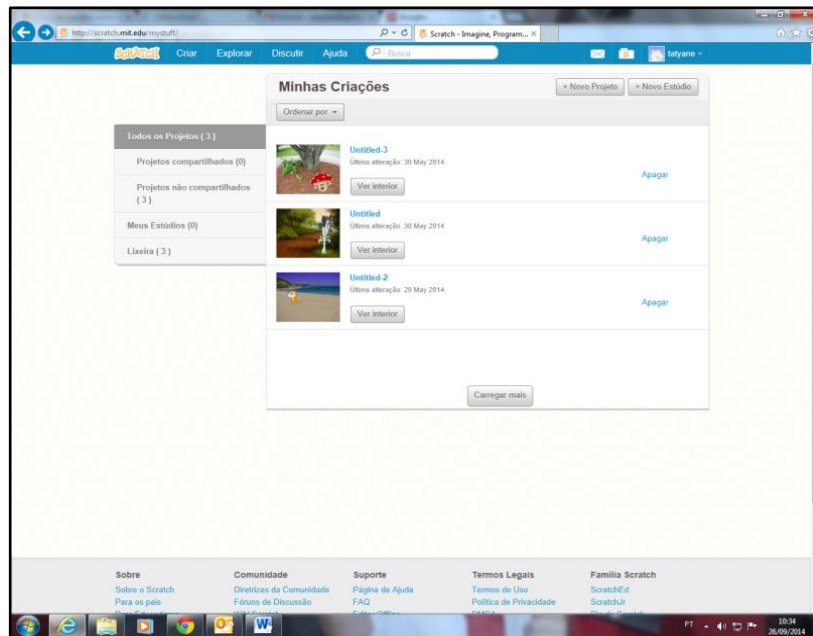 http://scratch.mit.edu/mystuff/
Scratch - Imagine, Program...
SCRATCH Criar Explorar Discutir Ajuda Busca tatyane
Minhas Criações
+ Novo Projeto + Novo Estúdio
Ordenar por
Todos os Projetos ( 3 )
Projetos compartilhados (0)
Projetos não compartilhados
( 3 )
Meus Estúdios (0)
Lixeira ( 3 )
Untitled-3
Última alteração: 30 May 2014
Ver interior
Apagar
Untitled
Última alteração: 30 May 2014
Ver interior
Apagar
Untitled-2
Última alteração: 29 May 2014
Ver interior
Apagar
Carregar mais
Sobre Comunidade Suporte Termos Legais Família Scratch
Sobre o Scratch Diretrizes da Comunidade Página de Ajuda Termos de Uso ScratchEd
Para os pais Fóruns de Discussão FAQ Política de Privacidade ScratchJr
PT
10:34
26/09/2014